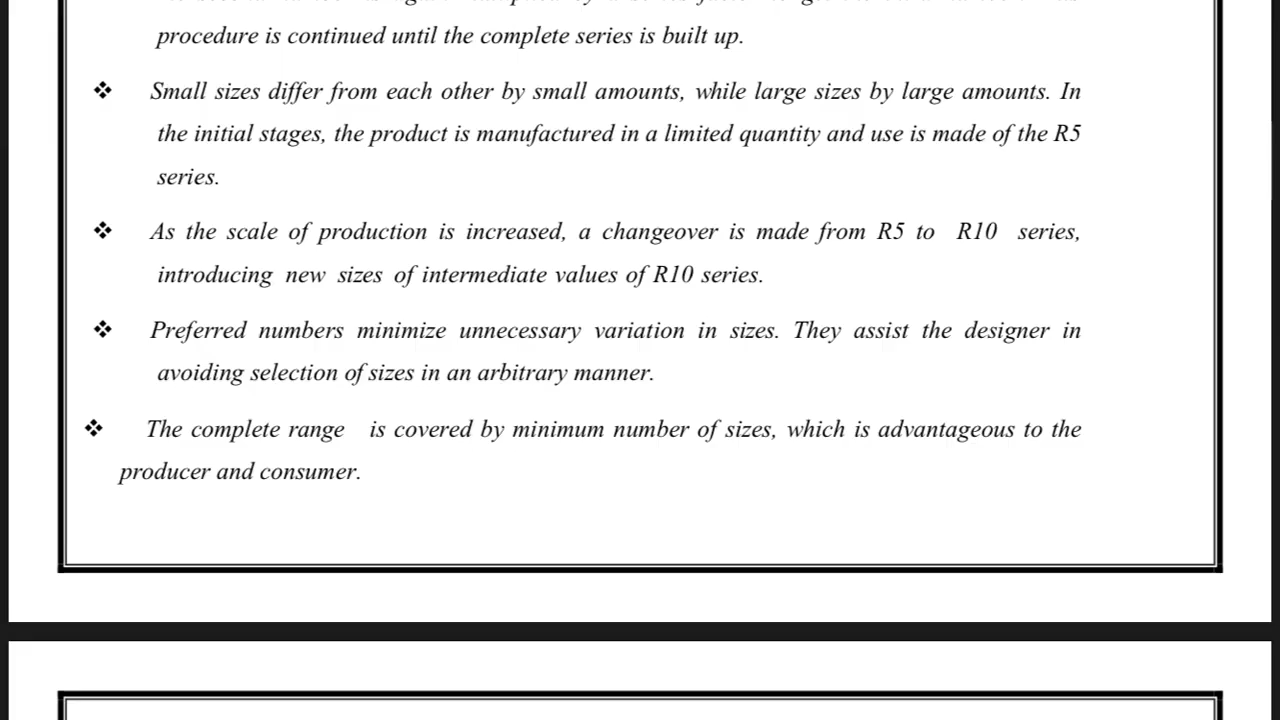 procedure is continued until the complete series is built up.
❖ Small sizes differ from each other by small amounts, while large sizes by large amounts. In
the initial stages, the product is manufactured in a limited quantity and use is made of the R5
series.
❖ As the scale of production is increased, a changeover is made from R5 to R10 series,
introducing new sizes of intermediate values of R10 series.
❖ Preferred numbers minimize unnecessary variation in sizes. They assist the designer in
avoiding selection of sizes in an arbitrary manner.
❖ The complete range is covered by minimum number of sizes, which is advantageous to the
producer and consumer.